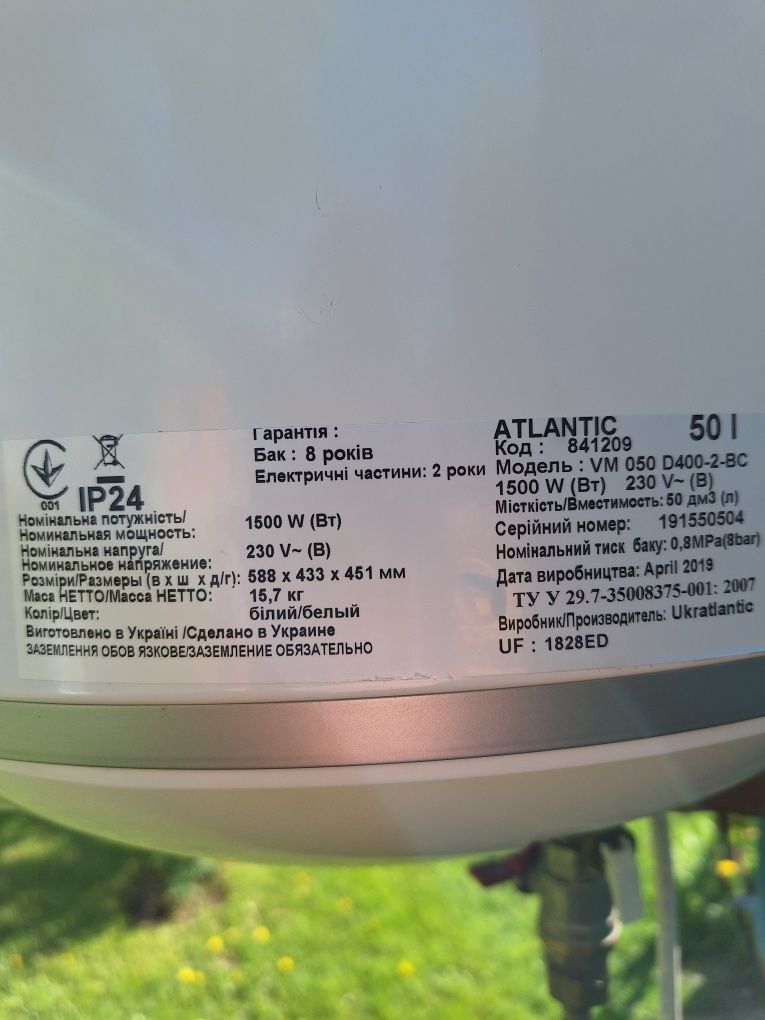 Гарантія :
Бак : 8 років
Електричні частини: 2 роки
001
IP24
Номінальна потужність/
Номинальная мощность: 1500 W (Вт)
Номінальна напруга/
Номинальное напряжение: 230 V~ (В)
Розміри/Размеры (в х ш х д/г): 588 x 433 x 451 мм
Маса НЕТТО/Масса НЕТТО: 15,7 кг
Колір/Цвет: білий/белый
Виготовлено в Україні /Сделано в Украине
ЗАЗЕМЛЕННЯ ОБОВ ЯЗКОВЕ/ЗАЗЕМЛЕНИЕ ОБЯЗАТЕЛЬНО
ATLANTIC 50 l
Код : 841209
Модель : VM 050 D400-2-BC
1500 W (Вт) 230 V~ (В)
Місткість/Вместимость: 50 дм3 (л)
Серійний номер: 191550504
Номінальний тиск баку: 0,8MPa(8bar)
Дата виробництва: April 2019
ТУ У 29.7-35008375-001: 2007
Виробник/Производитель: Ukratlantic
UF : 1828ED